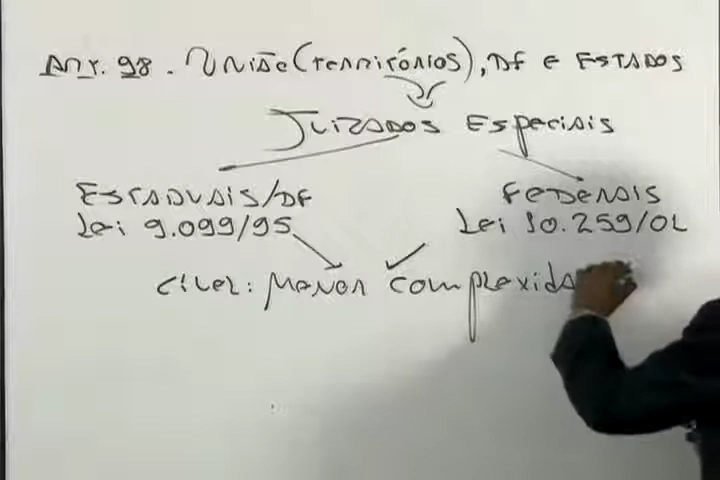 Art. 98. União (territórios), DF e Estados
Juizados Especiais
Estaduais/DF
Lei 9.099/95
Federais
Lei 10.259/01
Cível: menor complexida